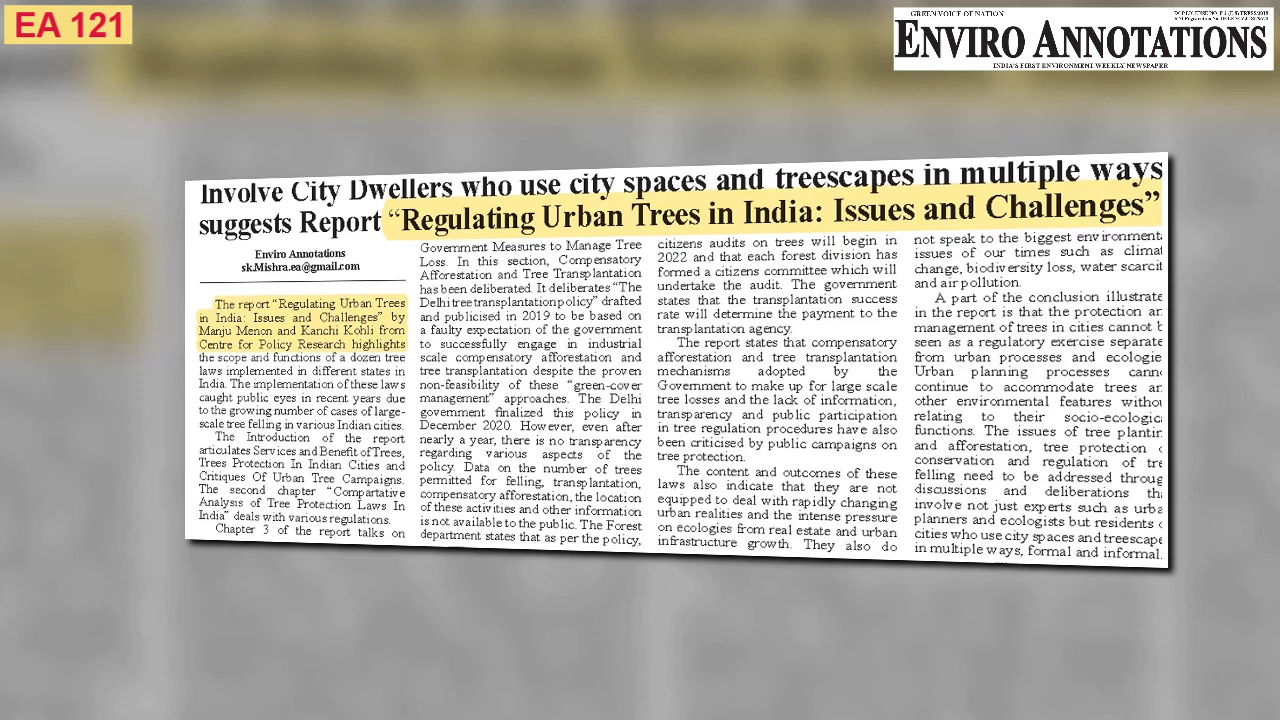 EA 121
GREEN VOICE OF NATION
ENVIRO ANNOTATIONS
INDIA'S FIRST ENVIRONMENT WEEKLY NEWSPAPER
Involve City Dwellers who use city spaces and treescapes in multiple ways
suggests Report “Regulating Urban Trees in India: Issues and Challenges”
Enviro Annotations
sk.Mishra.ea@gmail.com
The report “Regulating Urban Trees
in India: Issues and Challenges” by
Manju Menon and Kanchi Kohli from
Centre for Policy Research highlights
the scope and functions of a dozen tree
laws implemented in different states in
India. The implementation of these laws
caught public eyes in recent years due
to the growing number of cases of large-
scale tree felling in various Indian cities.
The Introduction of the report
articulates Services and Benefit of Trees,
Trees Protection In Indian Cities and
Critiques Of Urban Tree Campaigns.
The second chapter “Compartative
Analysis of Tree Protection Laws In
India” deals with various regulations.
Chapter 3 of the report talks on
Government Measures to Manage Tree
Loss. In this section, Compensatory
Afforestation and Tree Transplantation
has been deliberated. It deliberates “The
Delhi tree transplantation policy” drafted
and publicised in 2019 to be based on
a faulty expectation of the government
to successfully engage in industrial
scale compensatory afforestation and
tree transplantation despite the proven
non-feasibility of these “green-cover
management” approaches. The Delhi
government finalized this policy in
December 2020. However, even after
nearly a year, there is no transparency
regarding various aspects of the
policy. Data on the number of trees
permitted for felling, transplantation,
compensatory afforestation, the location
of these activities and other information
is not available to the public. The Forest
department states that as per the policy,
citizens audits on trees will begin in
2022 and that each forest division has
formed a citizens committee which will
undertake the audit. The government
states that the transplantation success
rate will determine the payment to the
transplantation agency.
The report states that compensatory
afforestation and tree transplantation
mechanisms adopted by the
Government to make up for large scale
tree losses and the lack of information,
transparency and public participation
in tree regulation procedures have also
been criticised by public campaigns on
tree protection.
The content and outcomes of these
laws also indicate that they are not
equipped to deal with rapidly changing
urban realities and the intense pressure
on ecologies from real estate and urban
infrastructure growth. They also do
not speak to the biggest environmenta
issues of our times such as climat
change, biodiversity loss, water scarcit
and air pollution.
A part of the conclusion illustrate
in the report is that the protection an
management of trees in cities cannot b
seen as a regulatory exercise separate
from urban processes and ecologie
Urban planning processes canno
continue to accommodate trees an
other environmental features withou
relating to their socio-ecologica
functions. The issues of tree plantin
and afforestation, tree protection o
conservation and regulation of tre
felling need to be addressed throug
discussions and deliberations tha
involve not just experts such as urba
planners and ecologists but residents o
cities who use city spaces and treescape
in multiple ways, formal and informal.